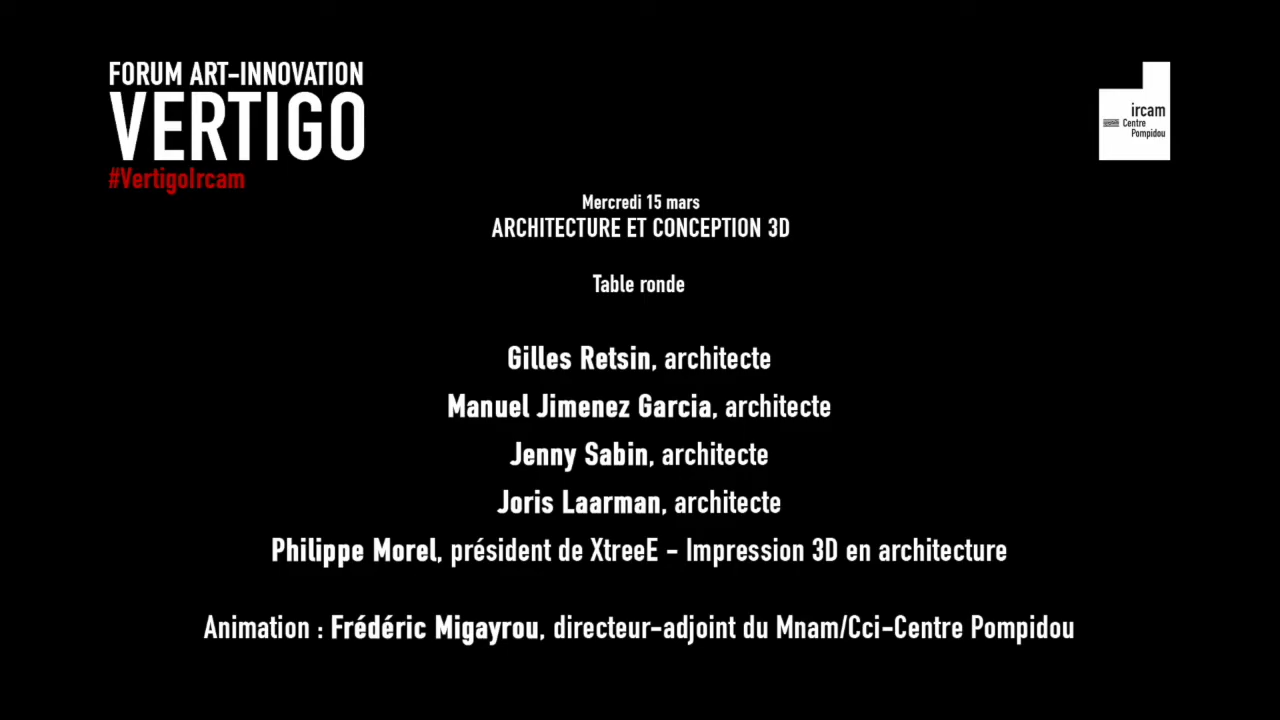 FORUM ART-INNOVATION
VERTIGO
#VertigoIrcam
ircam
Centre
Pompidou
Mercredi 15 mars
ARCHITECTURE ET CONCEPTION 3D
Table ronde
Gilles Retsin, architecte
Manuel Jimenez Garcia, architecte
Jenny Sabin, architecte
Joris Laarman, architecte
Philippe Morel, président de XtreeE - Impression 3D en architecture
Animation : Frédéric Migayrou, directeur-adjoint du Mnam/Cci-Centre Pompidou